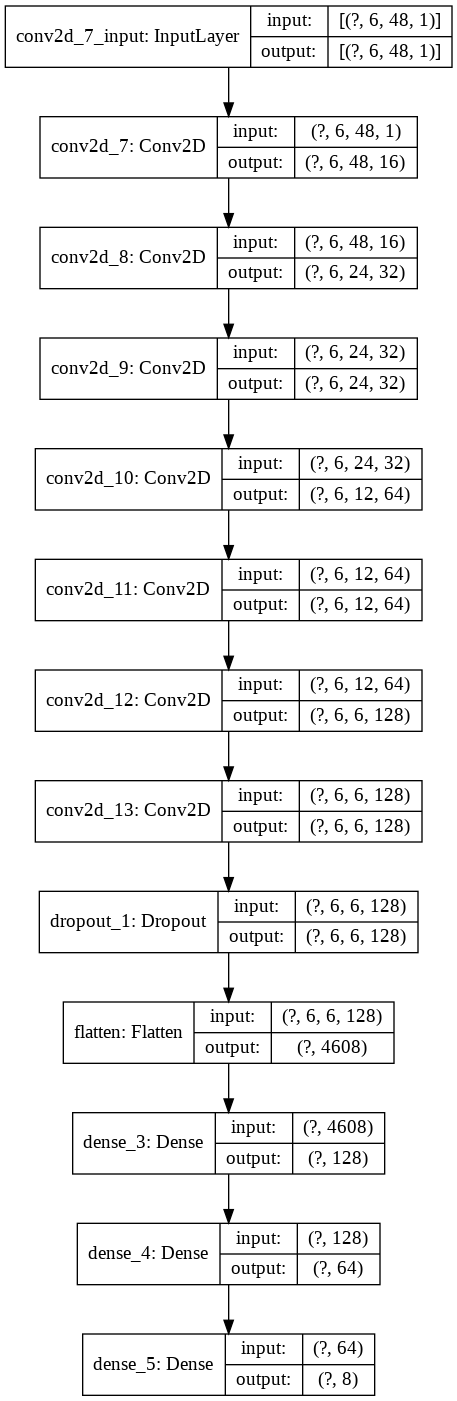 conv2d_7_input: InputLayer
input: [(?, 6, 48, 1)]
output: [(?, 6, 48, 1)]
conv2d_7: Conv2D
input: (?, 6, 48, 1)
output: (?, 6, 48, 16)
conv2d_8: Conv2D
input: (?, 6, 48, 16)
output: (?, 6, 24, 32)
conv2d_9: Conv2D
input: (?, 6, 24, 32)
output: (?, 6, 24, 32)
conv2d_10: Conv2D
input: (?, 6, 24, 32)
output: (?, 6, 12, 64)
conv2d_11: Conv2D
input: (?, 6, 12, 64)
output: (?, 6, 12, 64)
conv2d_12: Conv2D
input: (?, 6, 12, 64)
output: (?, 6, 6, 128)
conv2d_13: Conv2D
input: (?, 6, 6, 128)
output: (?, 6, 6, 128)
dropout_1: Dropout
input: (?, 6, 6, 128)
output: (?, 6, 6, 128)
flatten: Flatten
input: (?, 6, 6, 128)
output: (?, 4608)
dense_3: Dense
input: (?, 4608)
output: (?, 128)
dense_4: Dense
input: (?, 128)
output: (?, 64)
dense_5: Dense
input: (?, 64)
output: (?, 8)